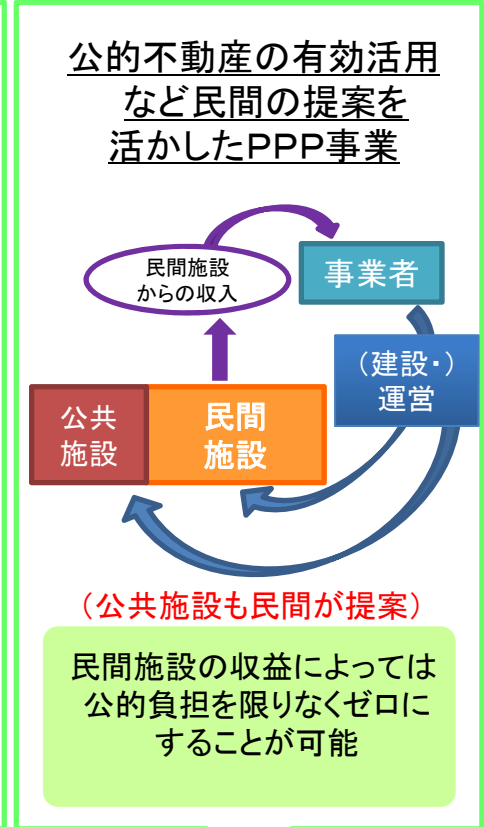 公的不動産の有効活用
など民間の提案を
活かしたPPP事業
民間施設
からの収入
事業者
（建設・）
運営
公共
施設
民間
施設
（公共施設も民間が提案）
民間施設の収益によっては
公的負担を限りなくゼロに
することが可能